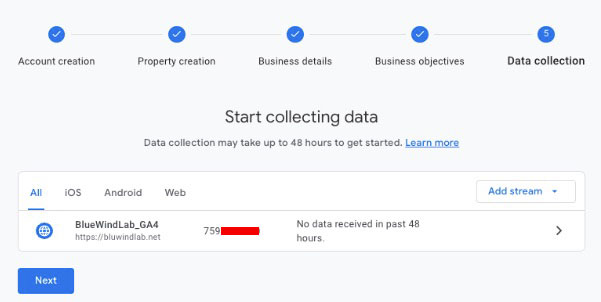 5
Account creation
Property creation
Business details
Business objectives
Data collection
Start collecting data
Data collection may take up to 48 hours to get started. Learn more
All
iOS
Android
Web
Add stream
BlueWindLab_GA4
https://bluwindlab.net
759
No data received in past 48
hours.
Next